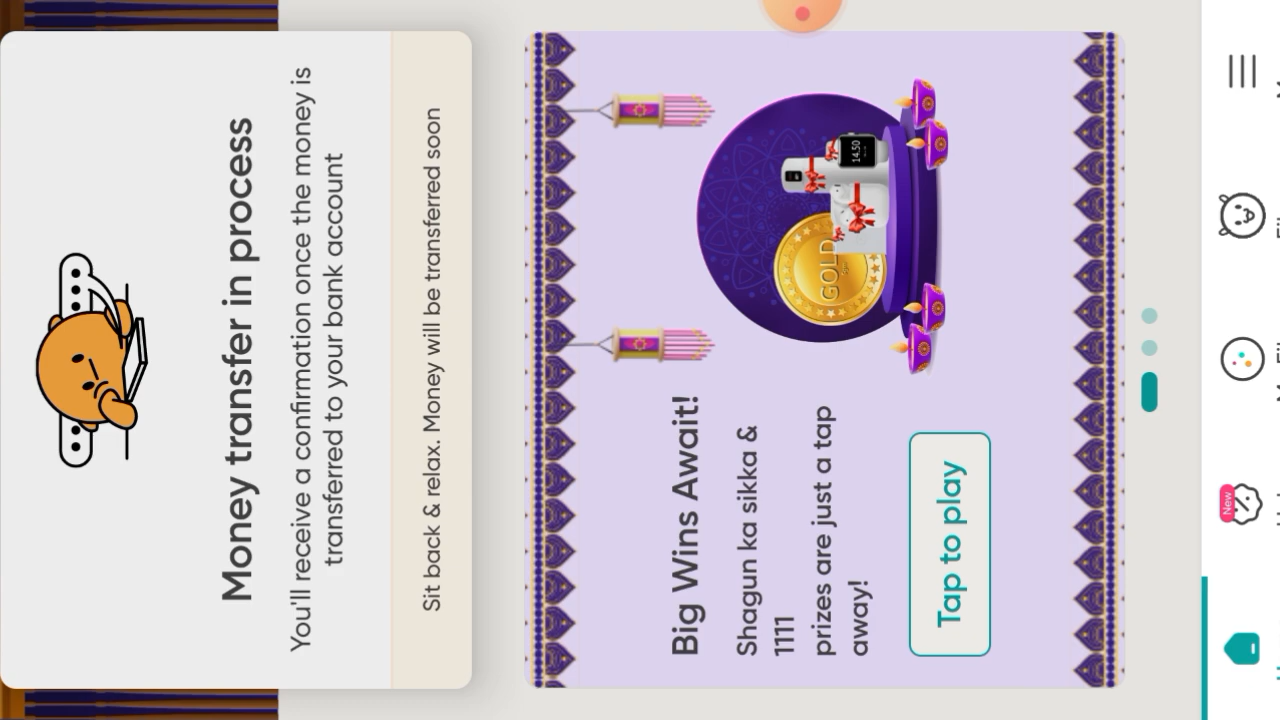 Money transfer in process
You'll receive a confirmation once the money is
transferred to your bank account
Sit back & relax. Money will be transferred soon
Big Wins Await!
Shagun ka sikka &
1111
prizes are just a tap
away!
Tap to play
GOLD
14.50
New